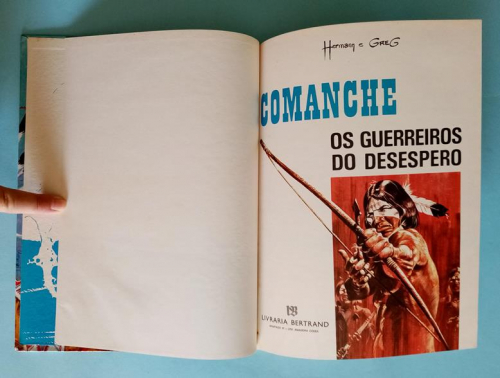 Hermann e GREG
COMANCHE
OS GUERREIROS
DO DESESPERO
LIVRARIA BERTRAND